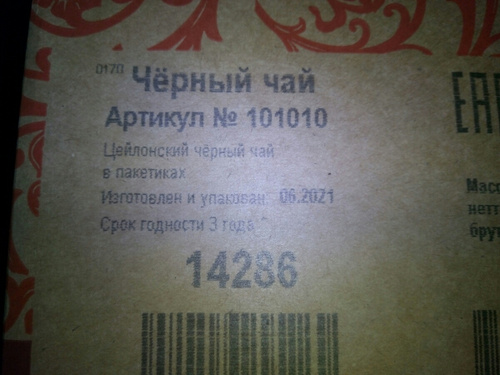 0170 Чёрный чай
Артикул № 101010
Цейлонский чёрный чай
в пакетиках
Изготовлен и упакован 06.2021
Срок годности 3 года
14286
EAC